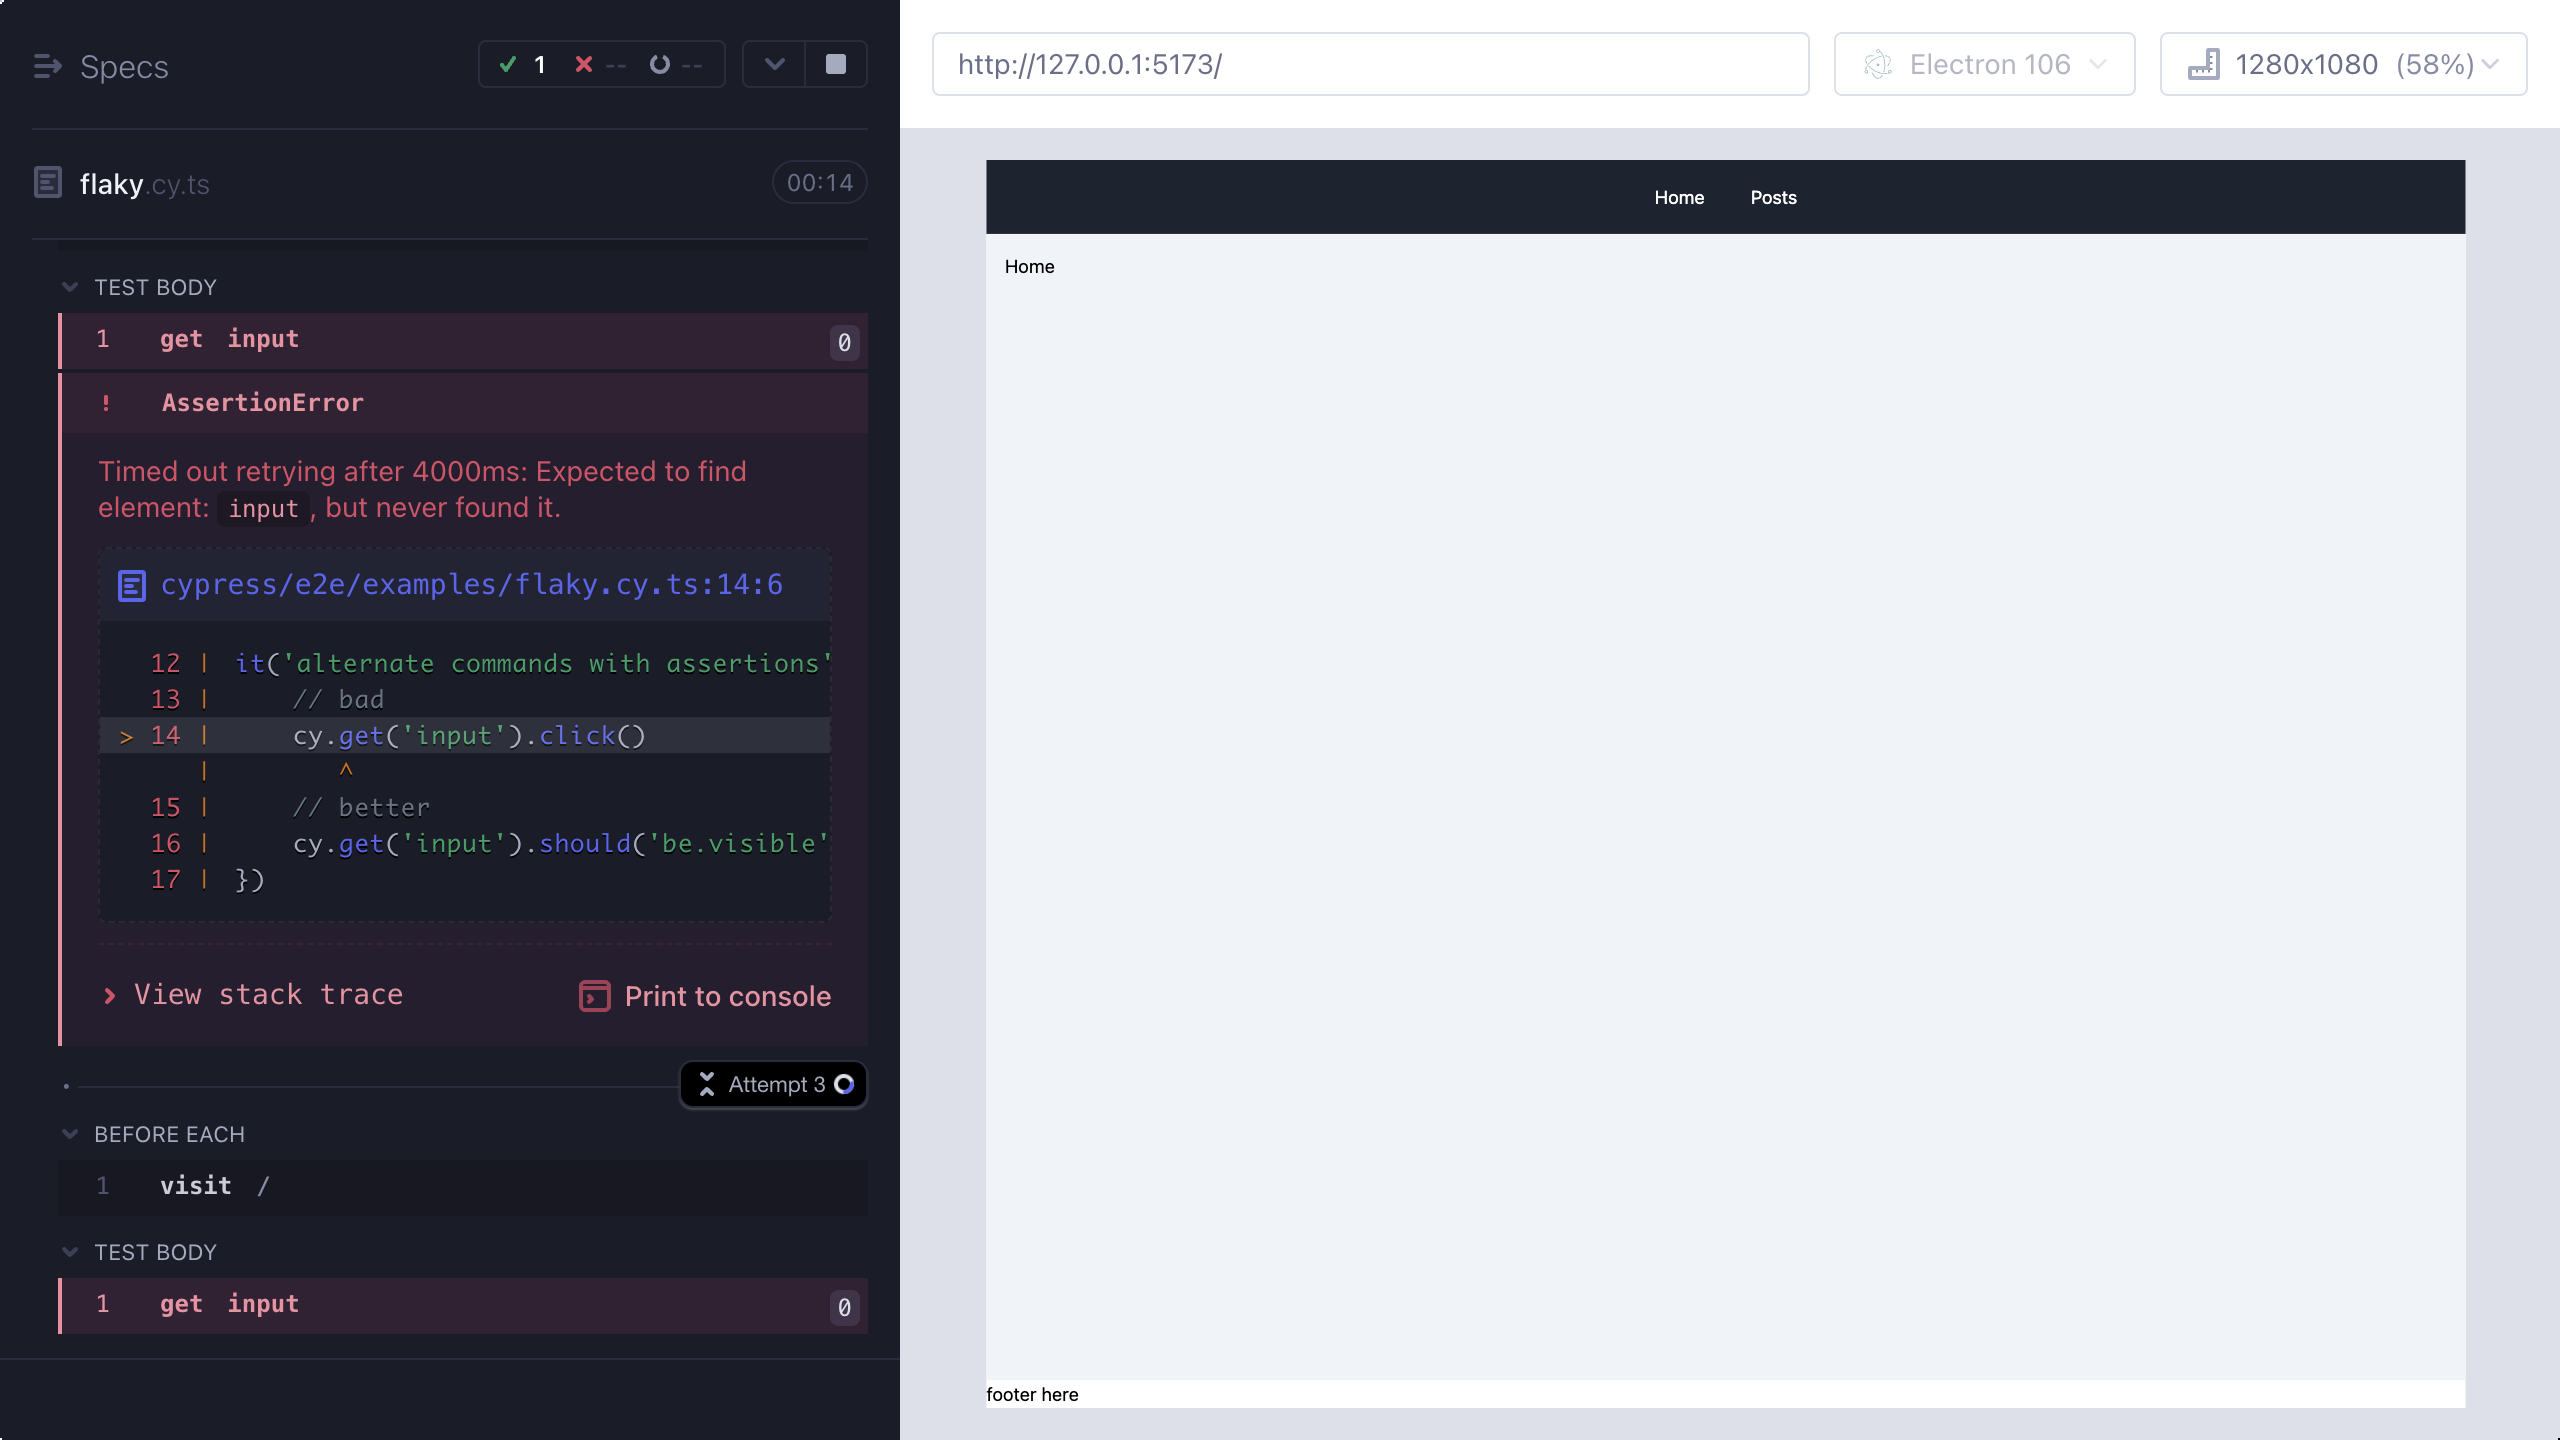 Specs
1 -- --
flaky.cy.ts
00:14
TEST BODY
1 get input 0
! AssertionError
Timed out retrying after 4000ms: Expected to find
element: input, but never found it.
cypress/e2e/examples/flaky.cy.ts:14:6
12 | it('alternate commands with assertions'
13 | // bad
> 14 | cy.get('input').click()
| ^
15 | // better
16 | cy.get('input').should('be.visible'
17 | })
View stack trace
Print to console
Attempt 3
BEFORE EACH
1 visit /
TEST BODY
1 get input 0
http://127.0.0.1:5173/
Electron 106
1280x1080 (58%)
Home Posts
Home
footer here